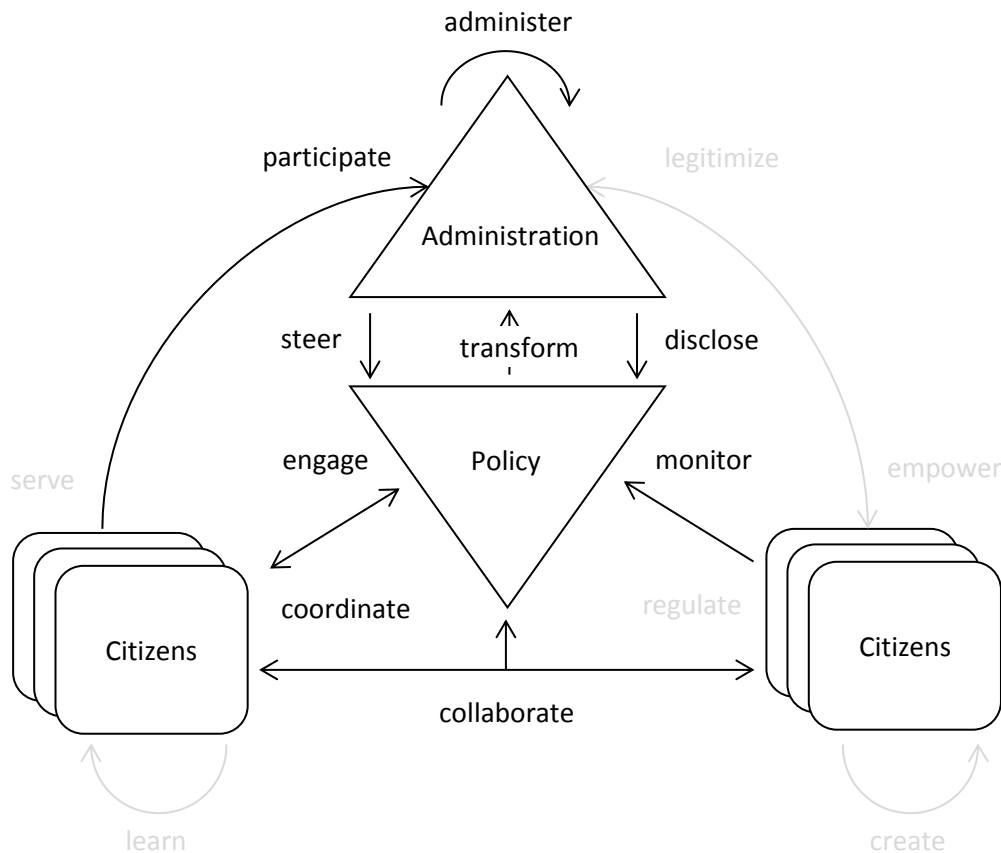 administer
participate
legitimize
Administration
steer
transform
disclose
engage
Policy
monitor
serve
empower
coordinate
regulate
Citizens
Citizens
collaborate
learn
create